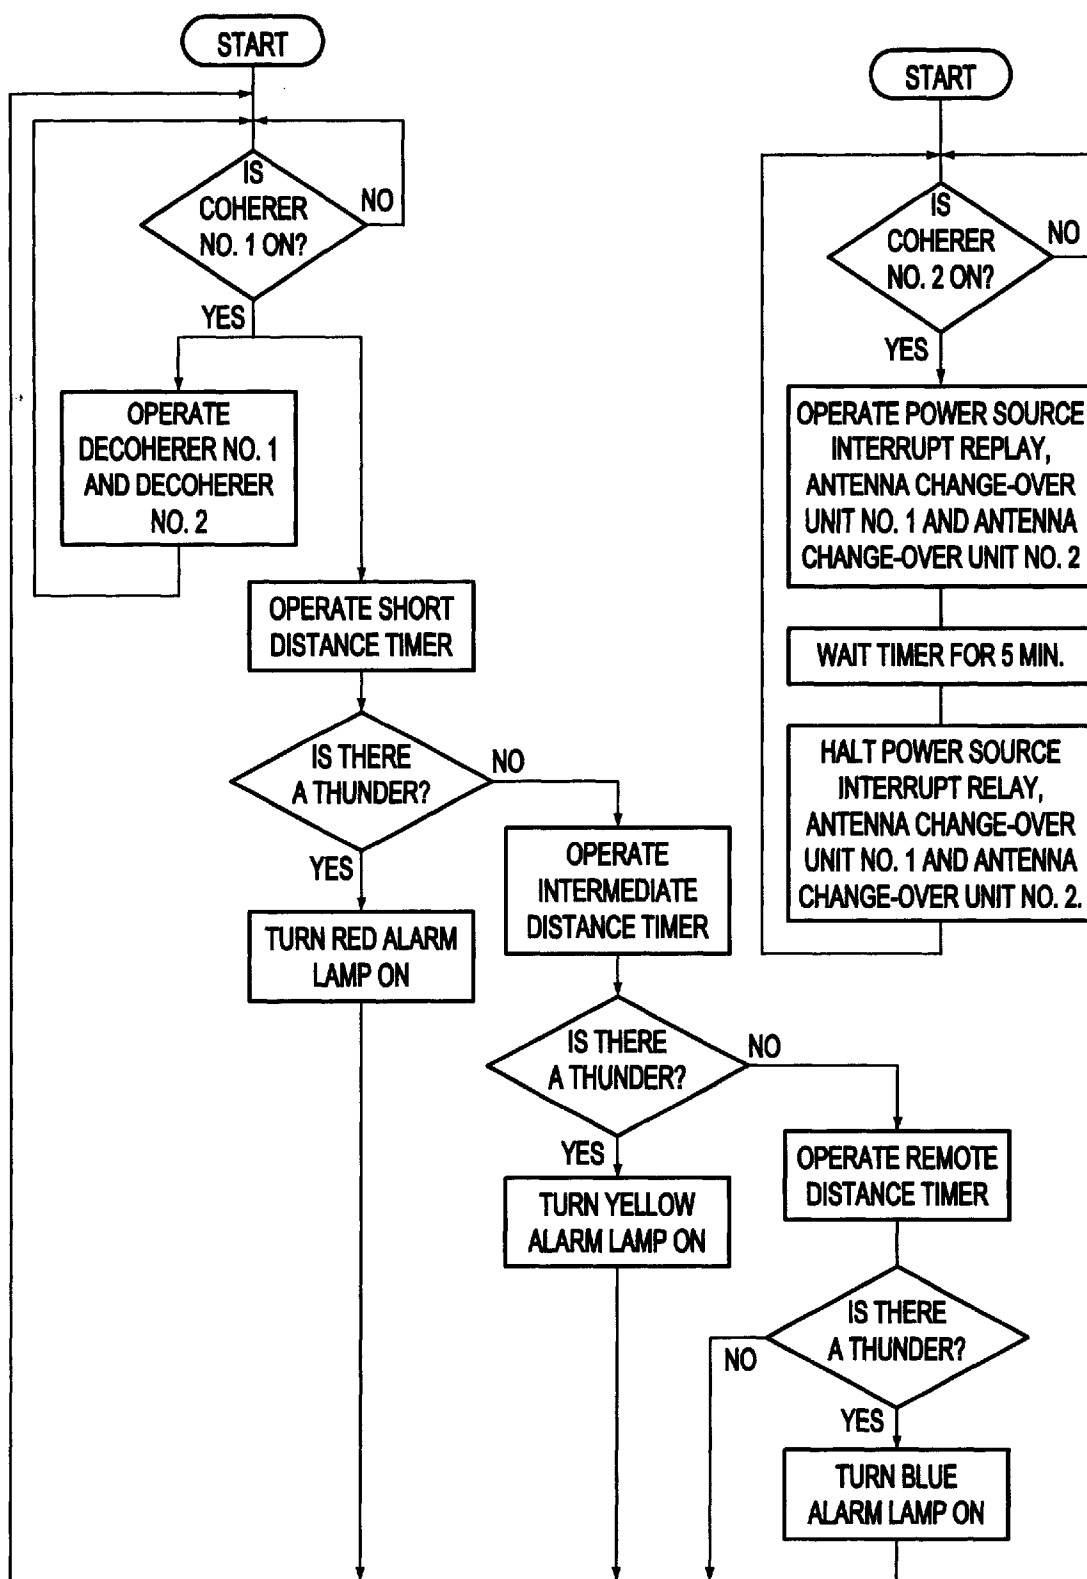 START
IS
COHERER
NO. 1 ON?
NO
YES
OPERATE
DECOHERER NO. 1
AND DECOHERER
NO. 2
OPERATE SHORT
DISTANCE TIMER
IS THERE
A THUNDER?
NO
YES
TURN RED ALARM
LAMP ON
OPERATE
INTERMEDIATE
DISTANCE TIMER
IS THERE
A THUNDER?
NO
YES
TURN YELLOW
ALARM LAMP ON
OPERATE REMOTE
DISTANCE TIMER
IS THERE
A THUNDER?
NO
YES
TURN BLUE
ALARM LAMP ON
START
IS
COHERER
NO. 2 ON?
NO
YES
OPERATE POWER SOURCE
INTERRUPT REPLAY,
ANTENNA CHANGE-OVER
UNIT NO. 1 AND ANTENNA
CHANGE-OVER UNIT NO. 2
WAIT TIMER FOR 5 MIN.
HALT POWER SOURCE
INTERRUPT RELAY,
ANTENNA CHANGE-OVER
UNIT NO. 1 AND ANTENNA
CHANGE-OVER UNIT NO. 2.